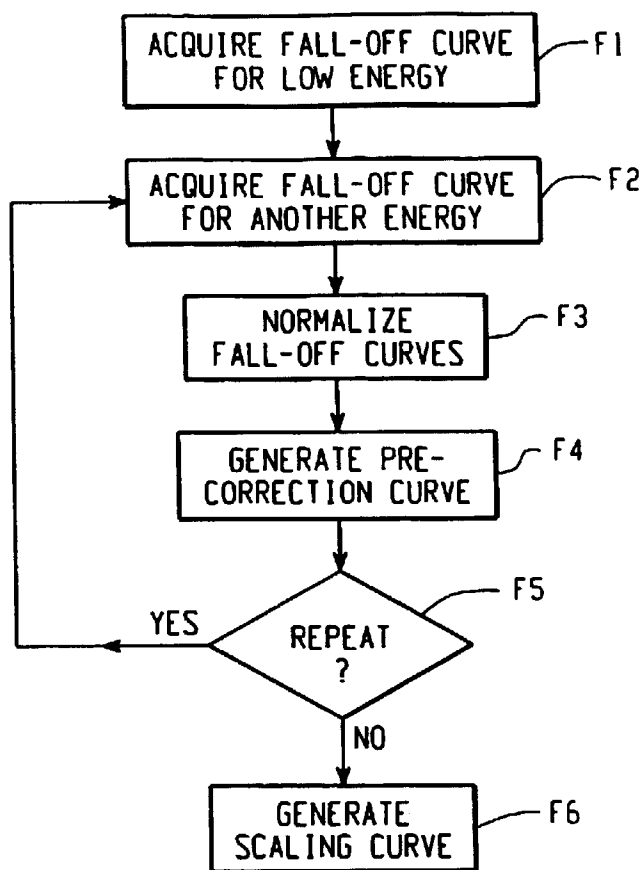 ACQUIRE FALL-OFF CURVE
FOR LOW ENERGY
F1
ACQUIRE FALL-OFF CURVE
FOR ANOTHER ENERGY
F2
NORMALIZE
FALL-OFF CURVES
F3
GENERATE PRE-
CORRECTION CURVE
F4
F5
YES
REPEAT
?
NO
GENERATE
SCALING CURVE
F6